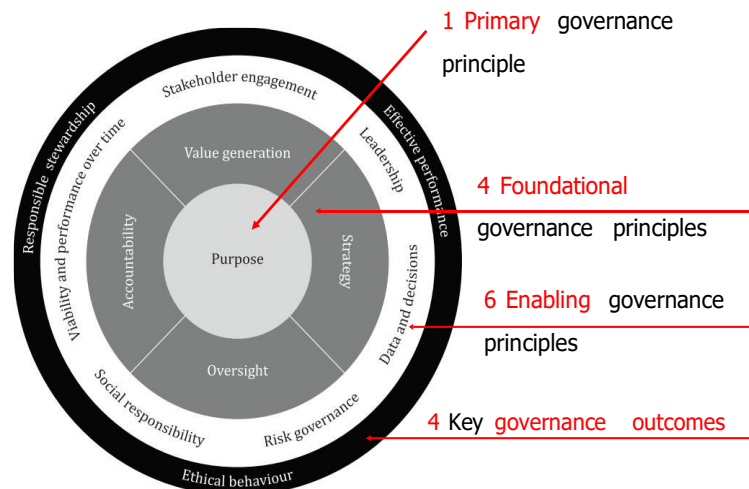 1 Primary governance
principle
4 Foundational
governance principles
6 Enabling governance
principles
4 Key governance outcomes
Responsible stewardship
Effective performance
Ethical behaviour
Stakeholder engagement
Leadership
Data and decisions
Risk governance
Social responsibility
Viability and performance over time
Value generation
Strategy
Oversight
Accountability
Purpose